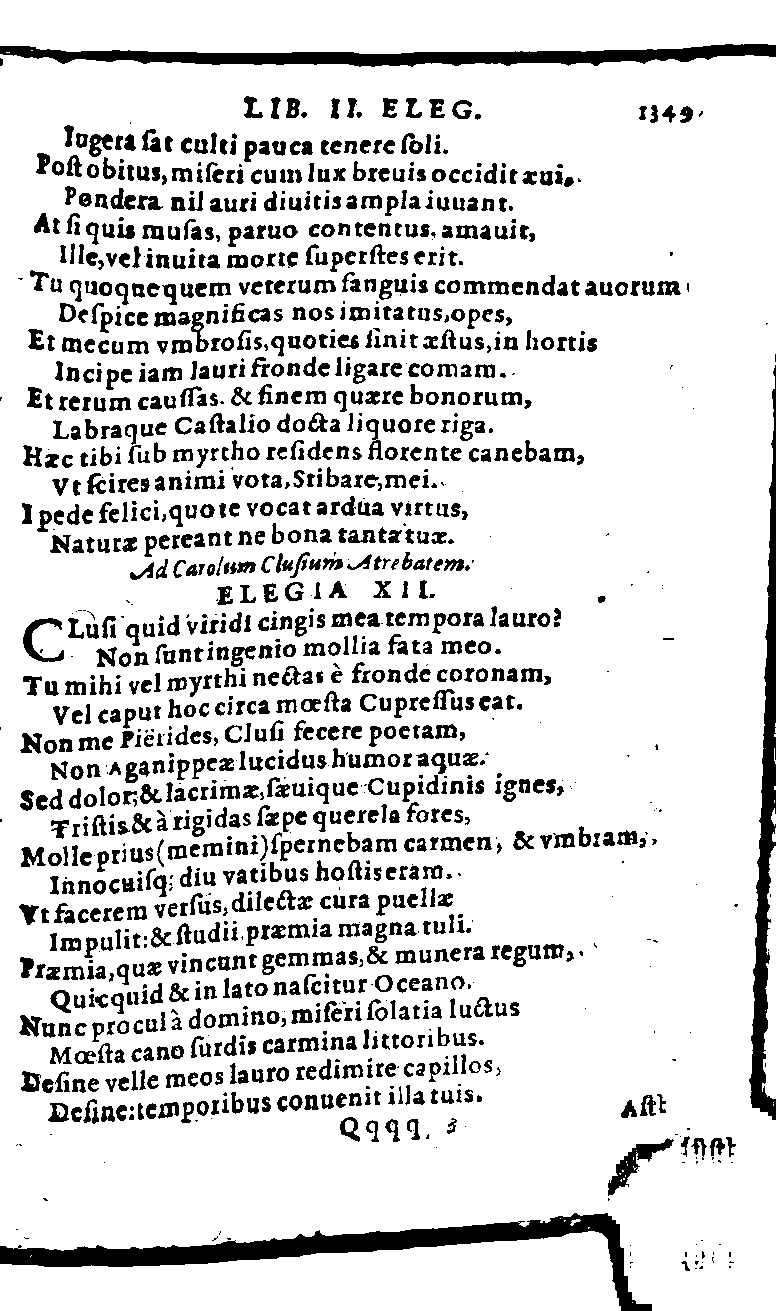 LIB. II. ELEG. 1349
Iugera ſat culti pauca tenere ſoli.
Poſt obitus, miſeri cum lux breuis occidit æui,
Pondera nil auri diuitis ampla iuuant.
At ſi quis muſas, paruo contentus, amauit,
Ille, vel inuita morte ſuperſtes erit.
Tu quoque quem veterum ſanguis commendat auorum
Deſpice magnificas nos imitatus, opes,
Et mecum vmbroſis, quoties ſinit æſtus, in hortis
Incipe iam lauri fronde ligare comam.
Et rerum cauſſas. & finem quære bonorum,
Labraque Caſtalio docta liquore riga.
Hæc tibi ſub myrtho reſidens florente canebam,
Vt ſcires animi vota, Stibare, mei.
I pede felici, quo te vocat ardua virtus,
Naturæ pereant ne bona tanta tuæ.
Ad Carolum Cluſium Atrebatem.
ELEGIA XII.
CLuſi quid viridi cingis mea tempora lauro?
Non ſunt ingenio mollia fata meo.
Tu mihi vel myrthi nectas è fronde coronam,
Vel caput hoc circa mœſta Cupreſſus eat.
Non me Piërides, Cluſi fecere poetam,
Non Aganippeæ lucidus humor aquæ.
Sed dolor, & lacrimæ, ſæuique Cupidinis ignes,
Triſtis & à rigidas ſæpe querela fores,
Molle prius (memini) ſpernebam carmen, & vmbram,
Innocuiſq; diu vatibus hoſtis eram.
Vt facerem verſus, dilectæ cura puellæ
Impulit: & ſtudii præmia magna tuli.
Præmia, quæ vincunt gemmas, & munera regum,
Quicquid & in lato naſcitur Oceano.
Nunc procul à domino, miſeri ſolatia luctus
Mœſta cano ſurdis carmina littoribus.
Deſine velle meos lauro redimire capillos,
Deſine: temporibus conuenit illa tuis.
Qqqq. 3 Aſt